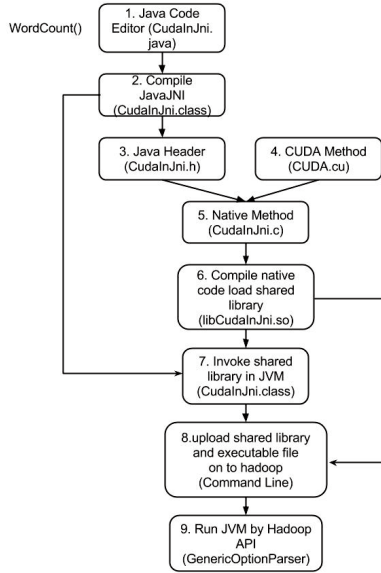 WordCount()
1. Java Code
Editor (CudaInJni.
java)
2. Compile
JavaJNI
(CudaInJni.class)
3. Java Header
(CudaInJni.h)
4. CUDA Method
(CUDA.cu)
5. Native Method
(CudaInJni.c)
6. Compile native
code load shared
library
(libCudaInJni.so)
7. Invoke shared
library in JVM
(CudaInJni.class)
8.upload shared library
and executable file
on to hadoop
(Command Line)
9. Run JVM by Hadoop
API
(GenericOptionParser)